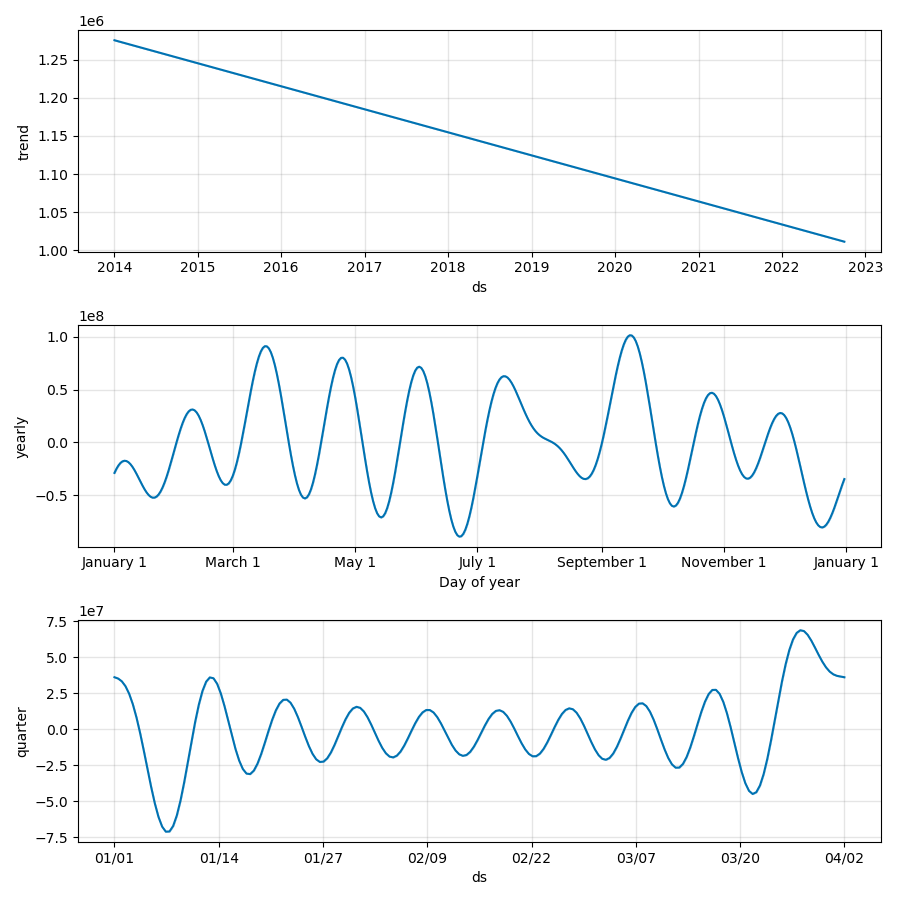 1e6
1.25
1.20
1.15
1.10
1.05
1.00
trend
2014 2015 2016 2017 2018 2019 2020 2021 2022 2023
ds
1e8
1.0
0.5
0.0
−0.5
yearly
January 1 March 1 May 1 July 1 September 1 November 1 January 1
Day of year
1e7
7.5
5.0
2.5
0.0
−2.5
−5.0
−7.5
quarter
01/01 01/14 01/27 02/09 02/22 03/07 03/20 04/02
ds